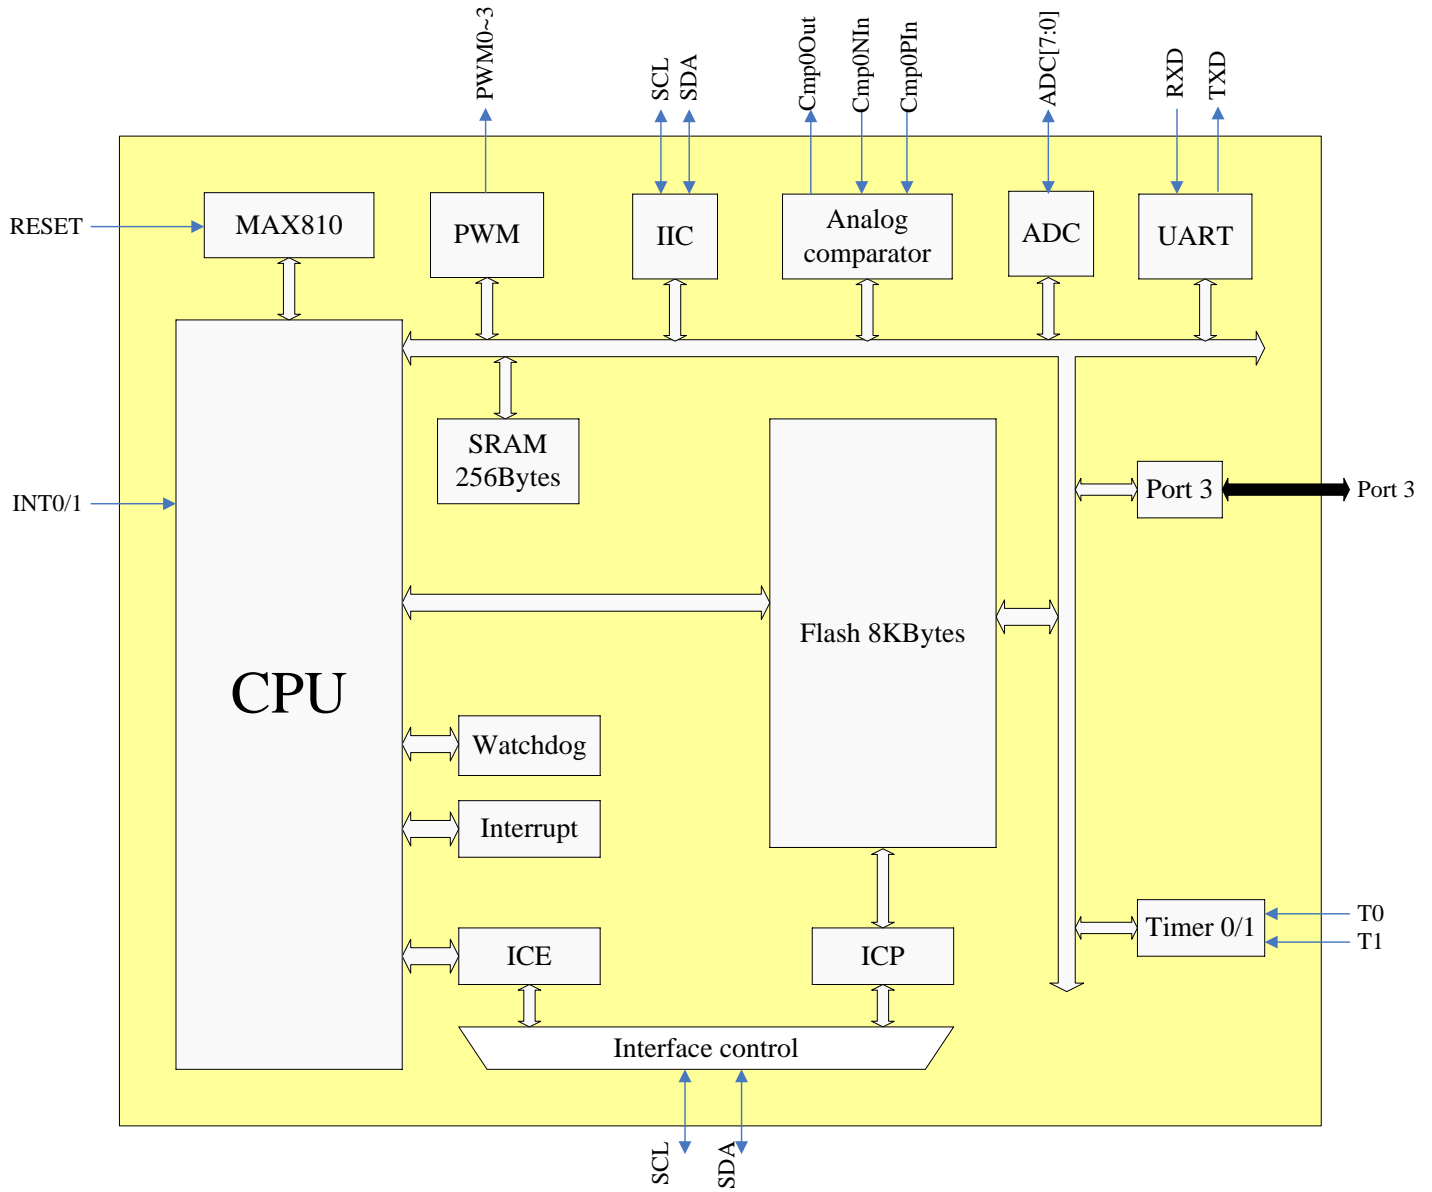 PWM0~3
SCL
SDA
Cmp0Out
Cmp0NIn
Cmp0PIn
ADC[7:0]
RXD
TXD
RESET
MAX810
PWM
IIC
Analog
comparator
ADC
UART
SRAM
256Bytes
INT0/1
Port 3
Port 3
Flash 8KBytes
CPU
Watchdog
Interrupt
ICE
ICP
Timer 0/1
T0
T1
Interface control
SCL
SDA